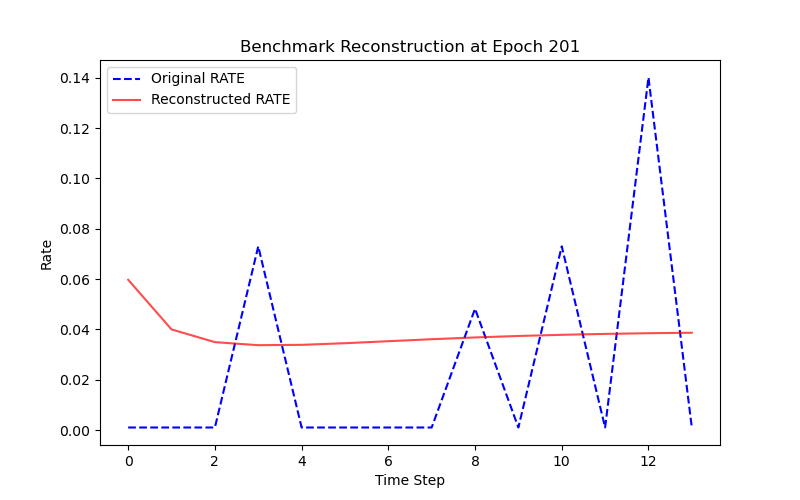 Benchmark Reconstruction at Epoch 201
Original RATE
Reconstructed RATE
0.14
0.12
0.10
0.08
0.06
0.04
0.02
0.00
Rate
0 2 4 6 8 10 12
Time Step